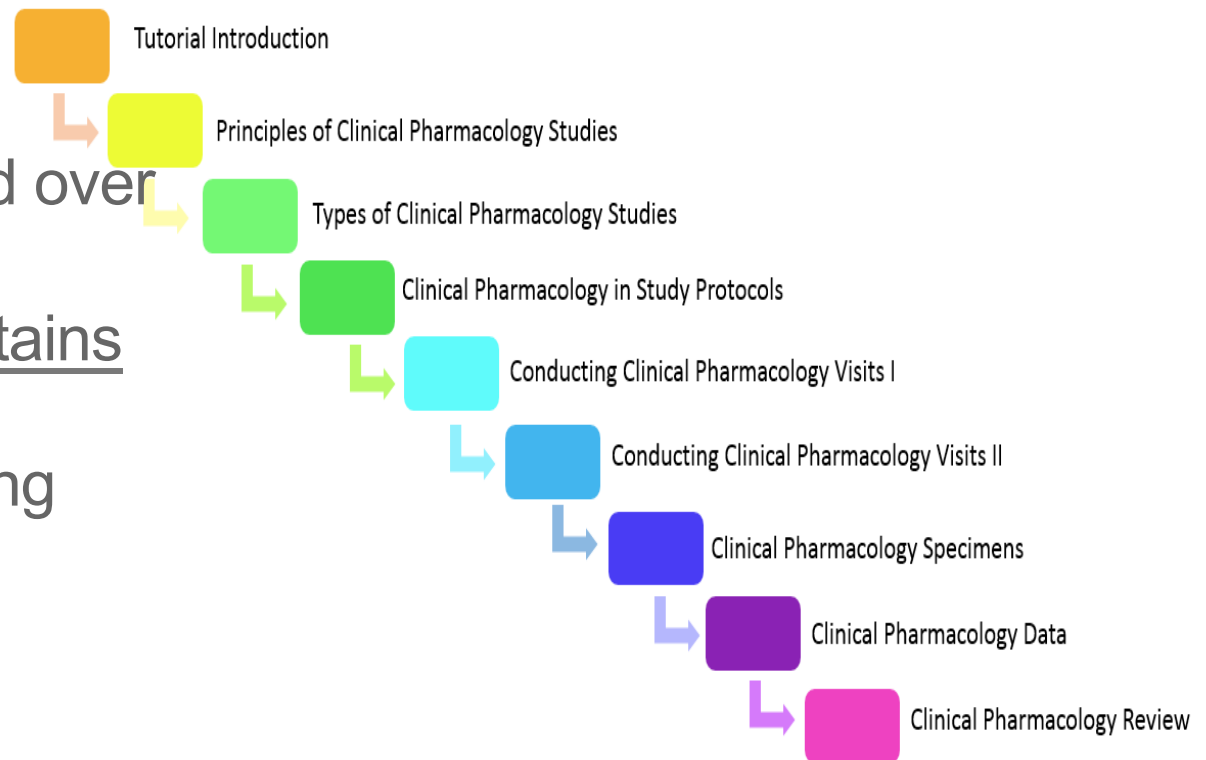 Tutorial Introduction
Principles of Clinical Pharmacology Studies
d over
Types of Clinical Pharmacology Studies
Clinical Pharmacology in Study Protocols
tains
Conducting Clinical Pharmacology Visits I
Conducting Clinical Pharmacology Visits II
ng
Clinical Pharmacology Specimens
Clinical Pharmacology Data
Clinical Pharmacology Review